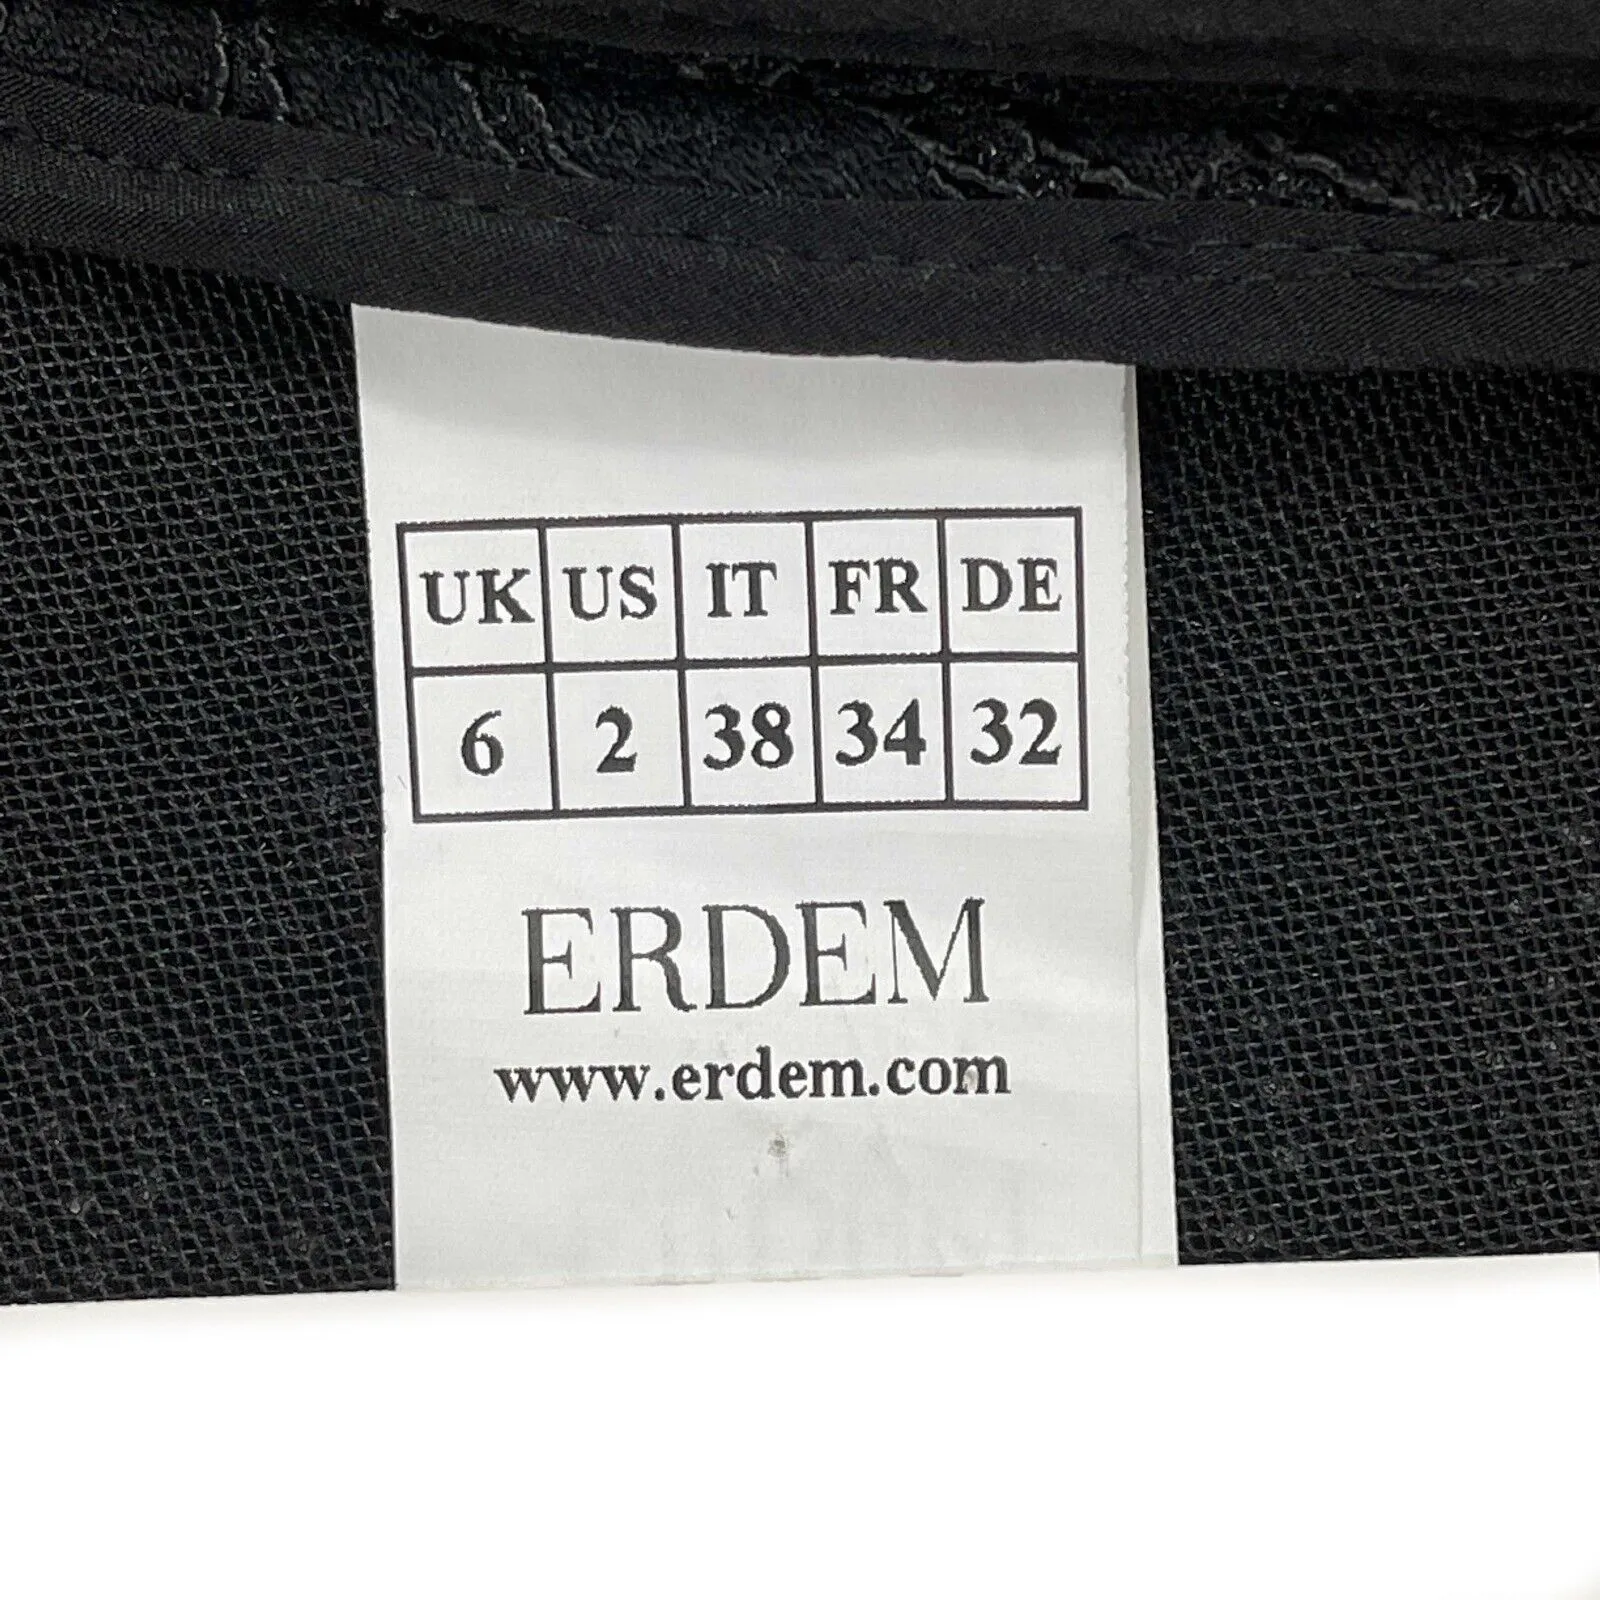 UK US IT FR DE
6 2 38 34 32
ERDEM
www.erdem.com